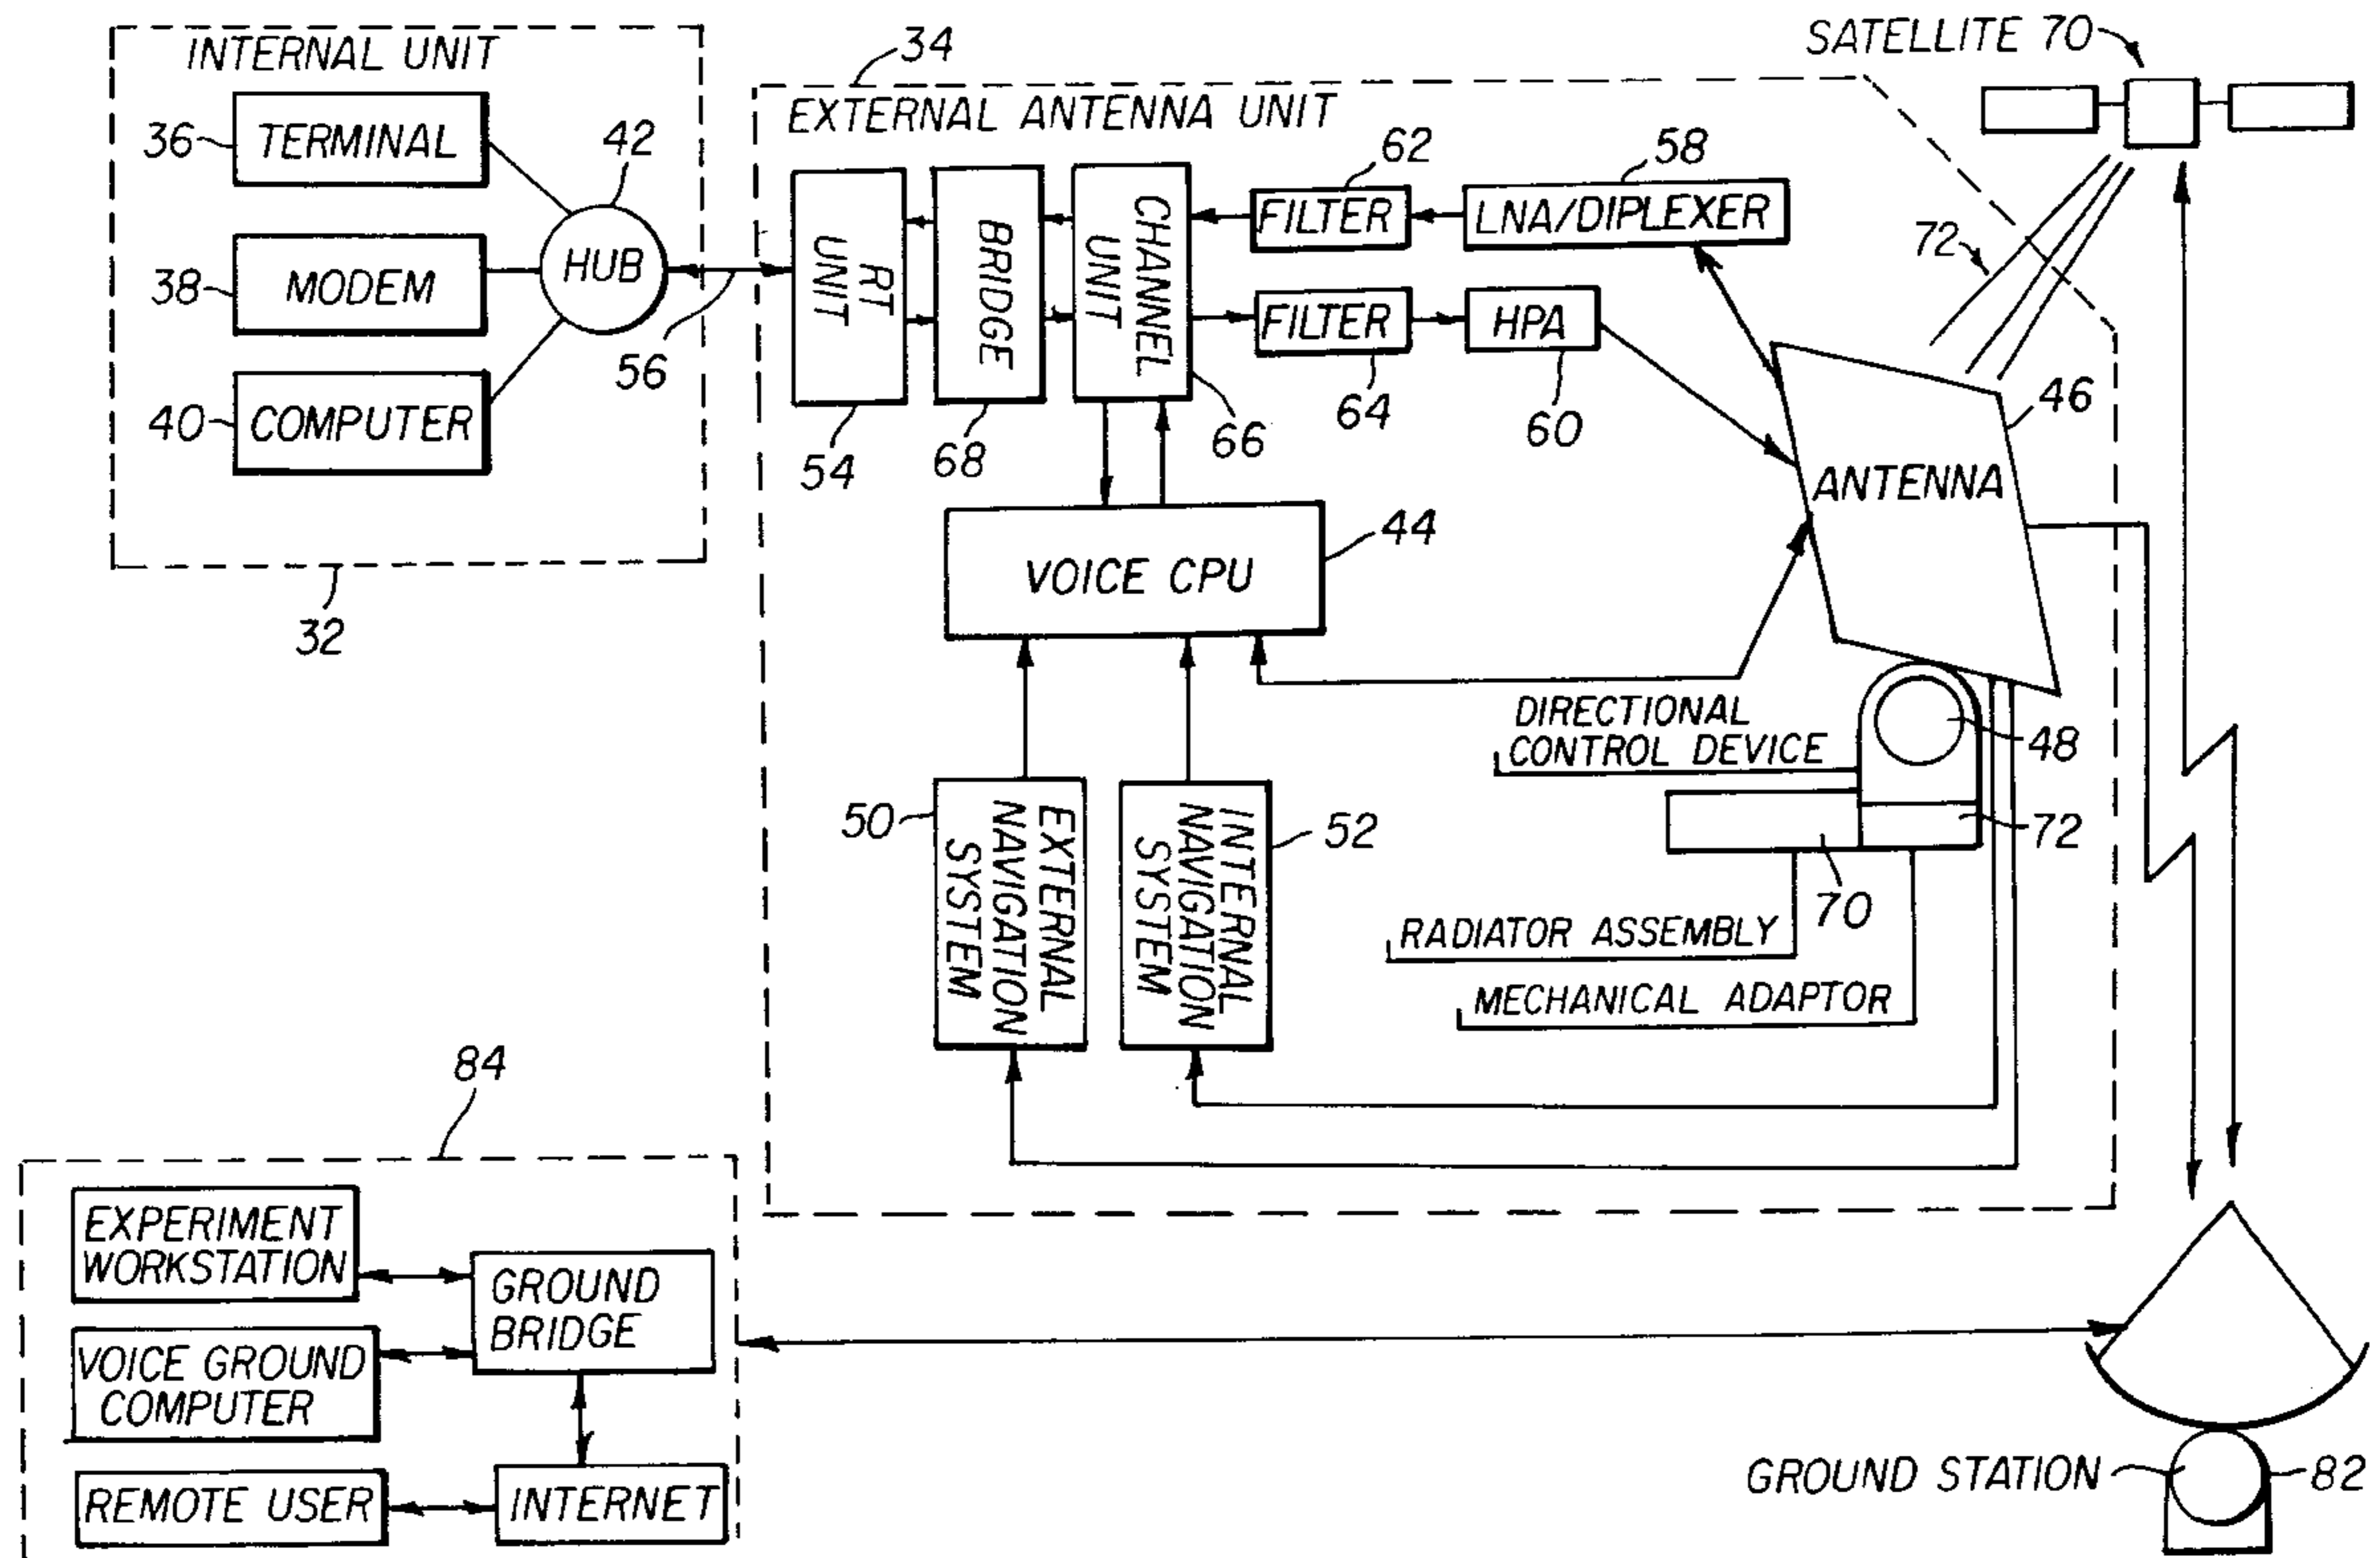 INTERNAL UNIT
36
TERMINAL
42
38
MODEM
HUB
40
COMPUTER
56
32
34
EXTERNAL ANTENNA UNIT
RT
UNIT
54
BRIDGE
68
CHANNEL
UNIT
66
62
FILTER
58
LNA/DIPLEXER
FILTER
64
HPA
60
SATELLITE 70
72
46
ANTENNA
VOICE CPU
44
DIRECTIONAL
CONTROL DEVICE
48
72
70
RADIATOR ASSEMBLY
MECHANICAL ADAPTOR
50
EXTERNAL
NAVIGATION
SYSTEM
INTERNAL
NAVIGATION
SYSTEM
52
84
EXPERIMENT
WORKSTATION
GROUND
BRIDGE
VOICE GROUND
COMPUTER
REMOTE USER
INTERNET
GROUND STATION
82